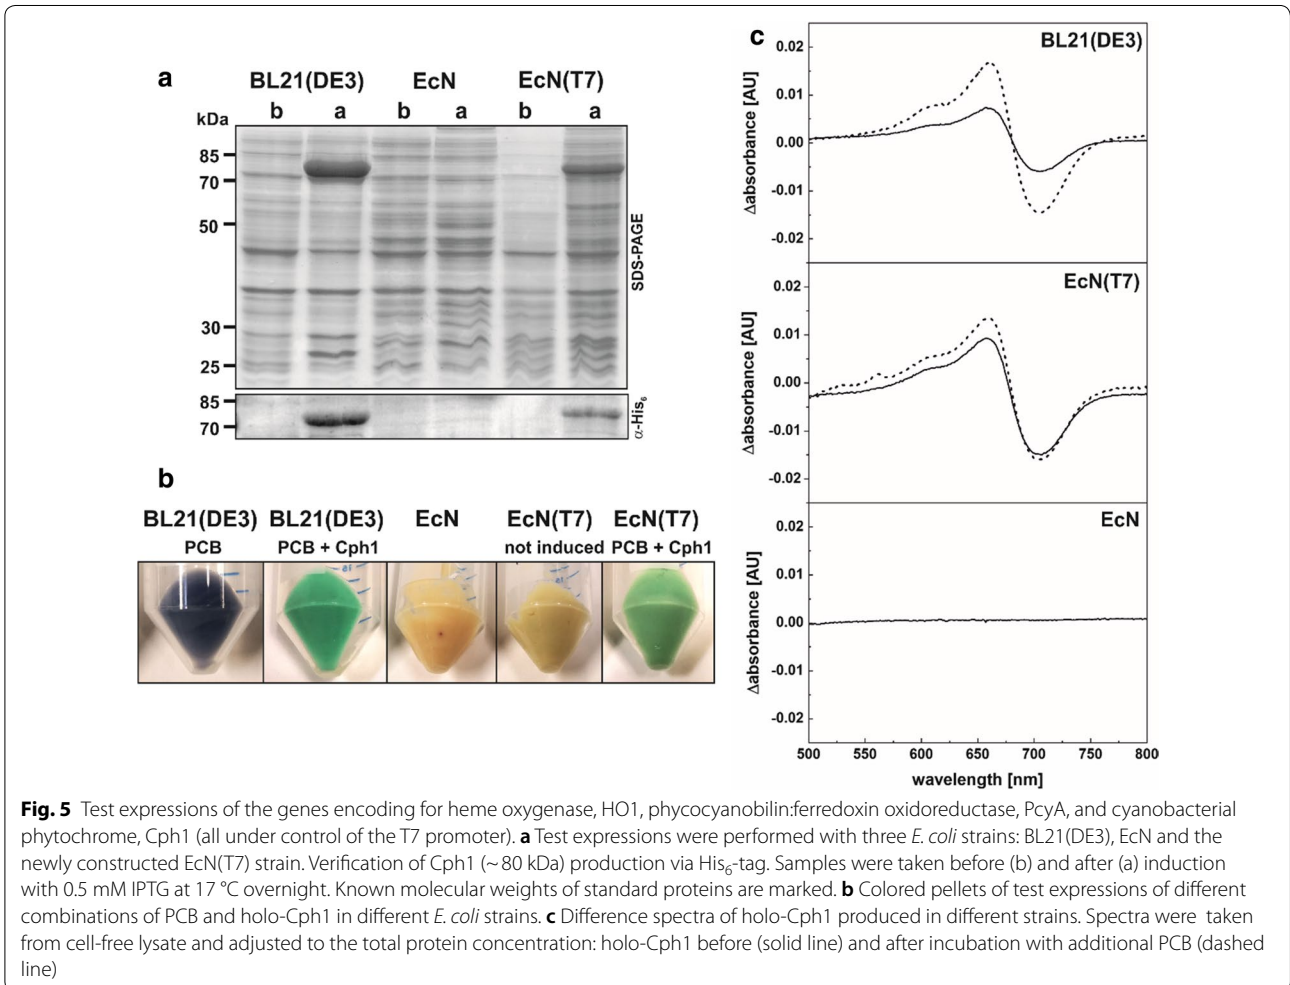 a
BL21(DE3) EcN EcN(T7)
b a b a b a
kDa
85
70
50
30
25
SDS-PAGE
85
70
α-His6
b
BL21(DE3) BL21(DE3) EcN EcN(T7) EcN(T7)
PCB PCB + Cph1 not induced PCB + Cph1
c
BL21(DE3)
0.02
0.01
0.00
-0.01
-0.02
Δabsorbance [AU]
EcN(T7)
0.02
0.01
0.00
-0.01
-0.02
Δabsorbance [AU]
EcN
0.02
0.01
0.00
-0.01
-0.02
Δabsorbance [AU]
500 550 600 650 700 750 800
wavelength [nm]
Fig. 5 Test expressions of the genes encoding for heme oxygenase, HO1, phycocyanobilin:ferredoxin oxidoreductase, PcyA, and cyanobacterial
phytochrome, Cph1 (all under control of the T7 promoter). a Test expressions were performed with three E. coli strains: BL21(DE3), EcN and the
newly constructed EcN(T7) strain. Verification of Cph1 (~ 80 kDa) production via His6-tag. Samples were taken before (b) and after (a) induction
with 0.5 mM IPTG at 17 °C overnight. Known molecular weights of standard proteins are marked. b Colored pellets of test expressions of different
combinations of PCB and holo-Cph1 in different E. coli strains. c Difference spectra of holo-Cph1 produced in different strains. Spectra were taken
from cell-free lysate and adjusted to the total protein concentration: holo-Cph1 before (solid line) and after incubation with additional PCB (dashed
line)